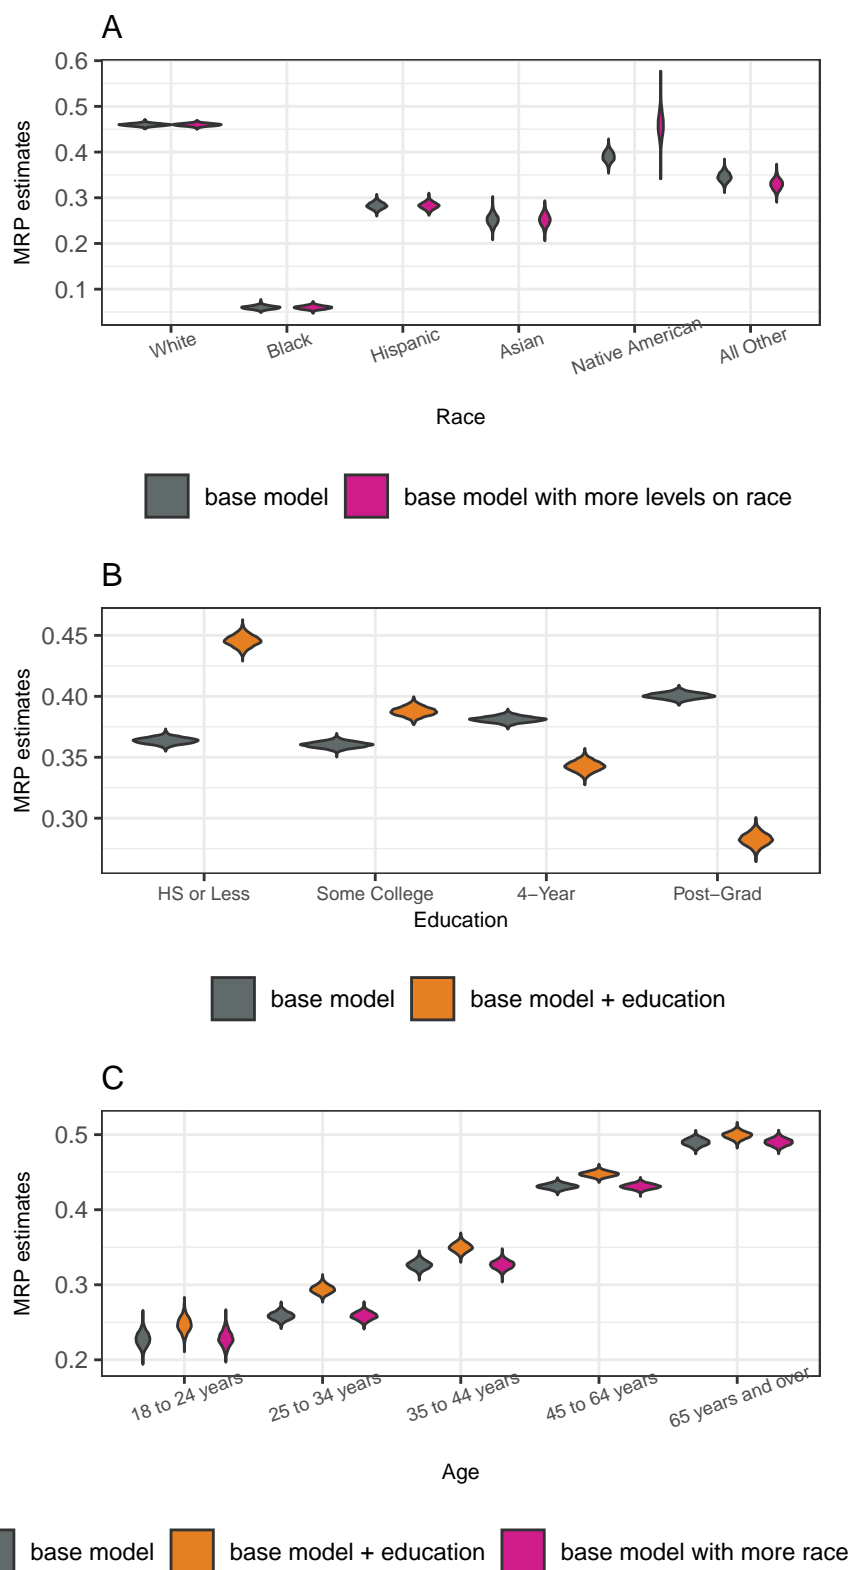 A
MRP estimates
0.6
0.5
0.4
0.3
0.2
0.1
White Black Hispanic Asian Native American All Other
Race
base model base model with more levels on race
B
MRP estimates
0.45
0.40
0.35
0.30
HS or Less Some College 4−Year Post−Grad
Education
base model base model + education
C
MRP estimates
0.5
0.4
0.3
0.2
18 to 24 years 25 to 34 years 35 to 44 years 45 to 64 years 65 years and over
Age
base model base model + education base model with more race